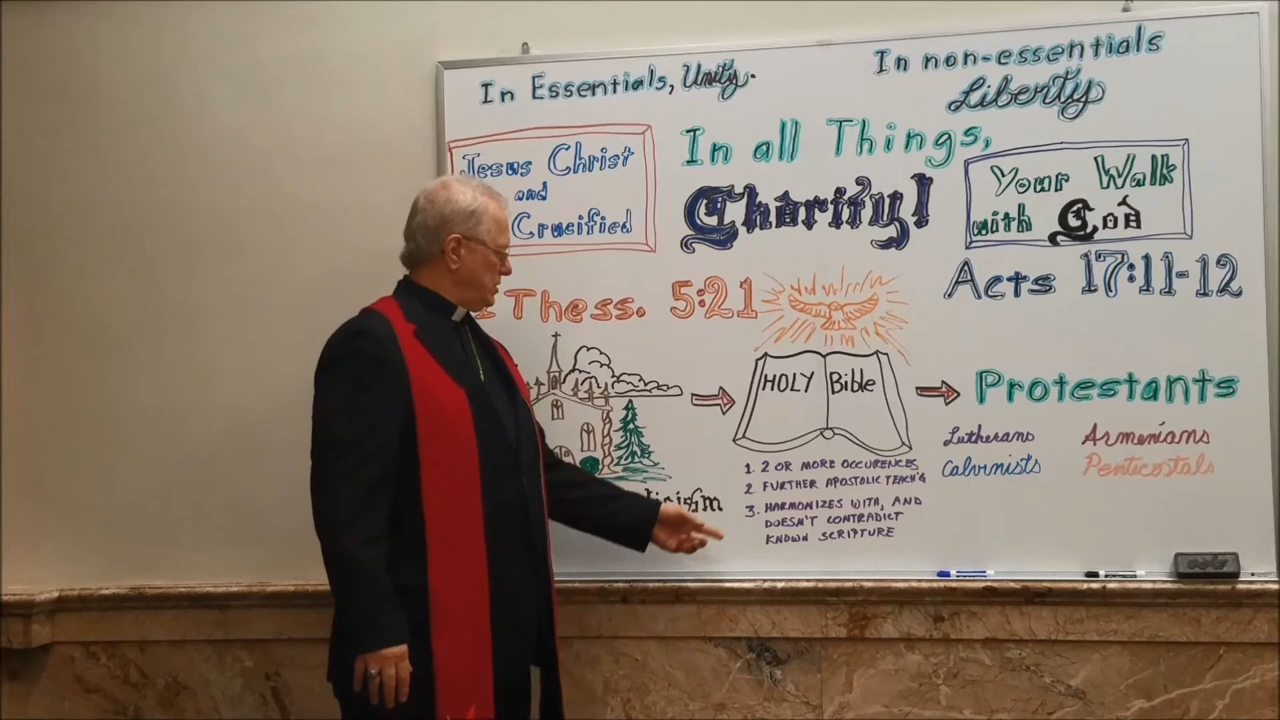 In Essentials, Unity.
In non-essentials
Liberty
In all Things,
Charity!
Jesus Christ
and
Crucified
Your Walk
with God
Acts 17:11-12
Thess. 5:21
HOLY Bible
Protestants
Lutherans
Armenians
Calvinists
Penticostals
1. 2 OR MORE OCCURENCES
2. FURTHER APOSTOLIC TEACH'G
3. HARMONIZES WITH, AND
DOESN'T CONTRADICT
KNOWN SCRIPTURE